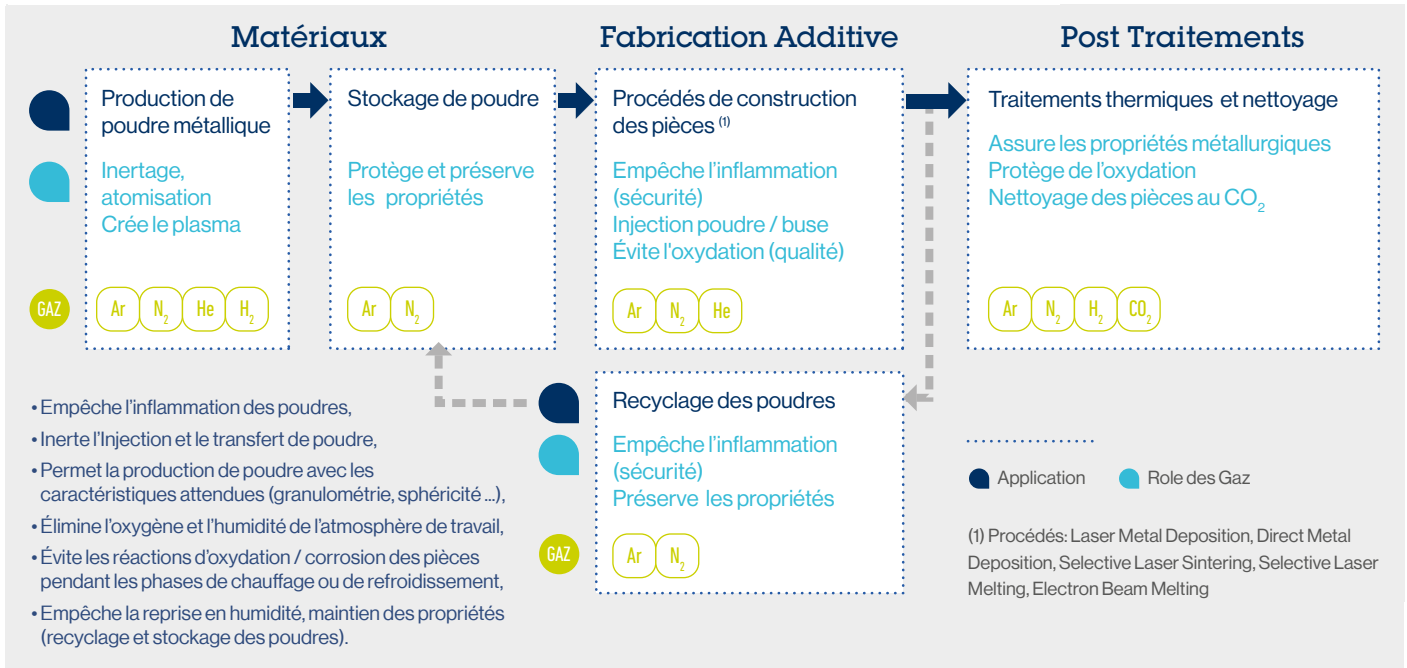 Matériaux
Fabrication Additive
Post Traitements
Production de
poudre métallique
Inertage,
atomisation
Crée le plasma
GAZ
Ar
N2
He
H2
Stockage de poudre
Protège et préserve
les propriétés
Ar
N2
Procédés de construction
des pièces (1)
Empêche l’inflammation
(sécurité)
Injection poudre / buse
Évite l'oxydation (qualité)
Ar
N2
He
Traitements thermiques et nettoyage
Assure les propriétés métallurgiques
Protège de l’oxydation
Nettoyage des pièces au CO2
Ar
N2
H2
CO2
• Empêche l’inflammation des poudres,
• Inerte l’Injection et le transfert de poudre,
• Permet la production de poudre avec les
caractéristiques attendues (granulométrie, sphéricité ...),
• Élimine l’oxygène et l’humidité de l’atmosphère de travail,
• Évite les réactions d’oxydation / corrosion des pièces
pendant les phases de chauffage ou de refroidissement,
• Empêche la reprise en humidité, maintien des propriétés
(recyclage et stockage des poudres).
Recyclage des poudres
Empêche l’inflammation
(sécurité)
Préserve les propriétés
GAZ
Ar
N2
Application
Role des Gaz
(1) Procédés: Laser Metal Deposition, Direct Metal
Deposition, Selective Laser Sintering, Selective Laser
Melting, Electron Beam Melting